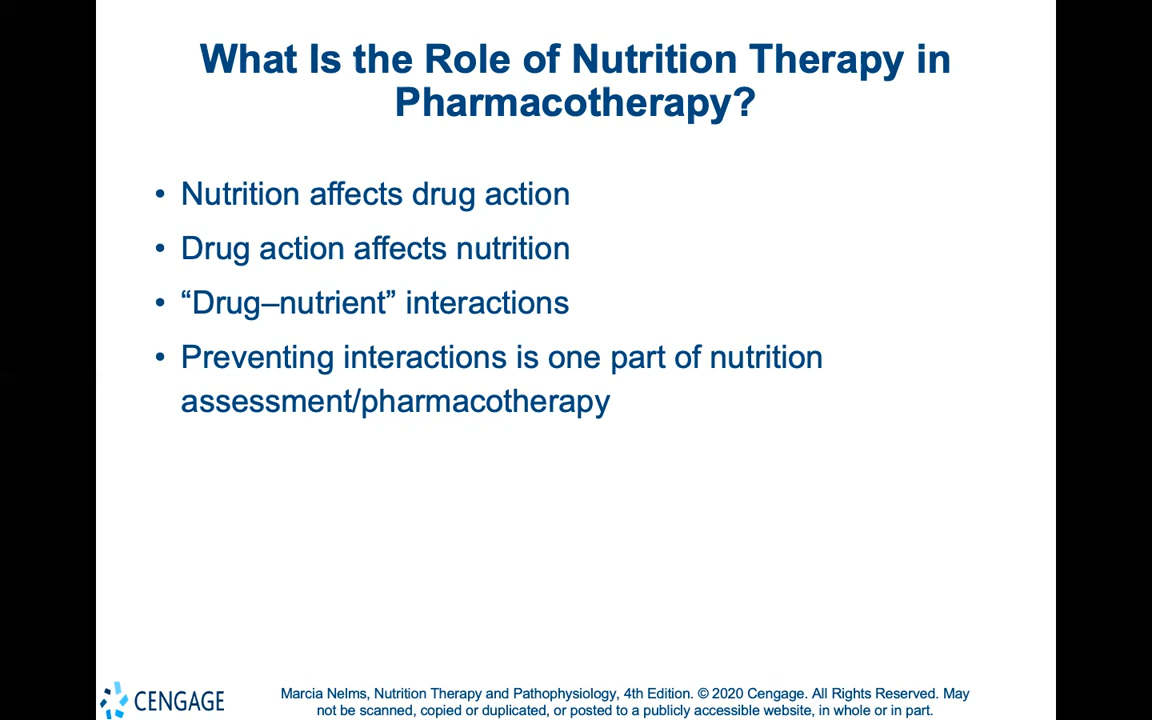 What Is the Role of Nutrition Therapy in
Pharmacotherapy?
• Nutrition affects drug action
• Drug action affects nutrition
• “Drug–nutrient” interactions
• Preventing interactions is one part of nutrition
assessment/pharmacotherapy
CENGAGE
Marcia Nelms, Nutrition Therapy and Pathophysiology, 4th Edition. © 2020 Cengage. All Rights Reserved. May
not be scanned, copied or duplicated, or posted to a publicly accessible website, in whole or in part.